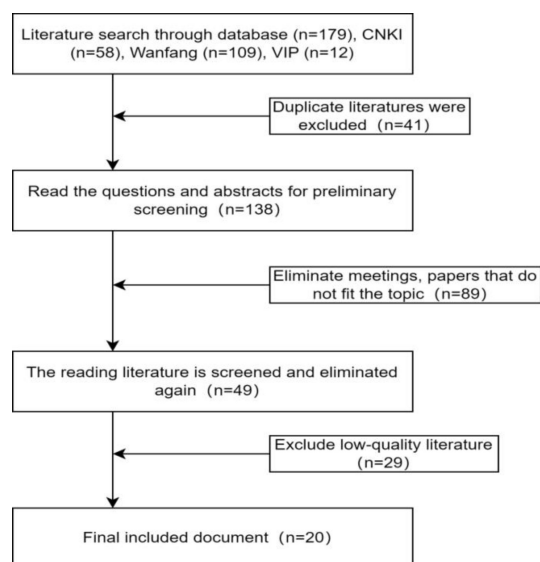 Literature search through database (n=179), CNKI
(n=58), Wanfang (n=109), VIP (n=12)
Duplicate literatures were
excluded (n=41)
Read the questions and abstracts for preliminary
screening (n=138)
Eliminate meetings, papers that do
not fit the topic (n=89)
The reading literature is screened and eliminated
again (n=49)
Exclude low-quality literature
(n=29)
Final included document (n=20)